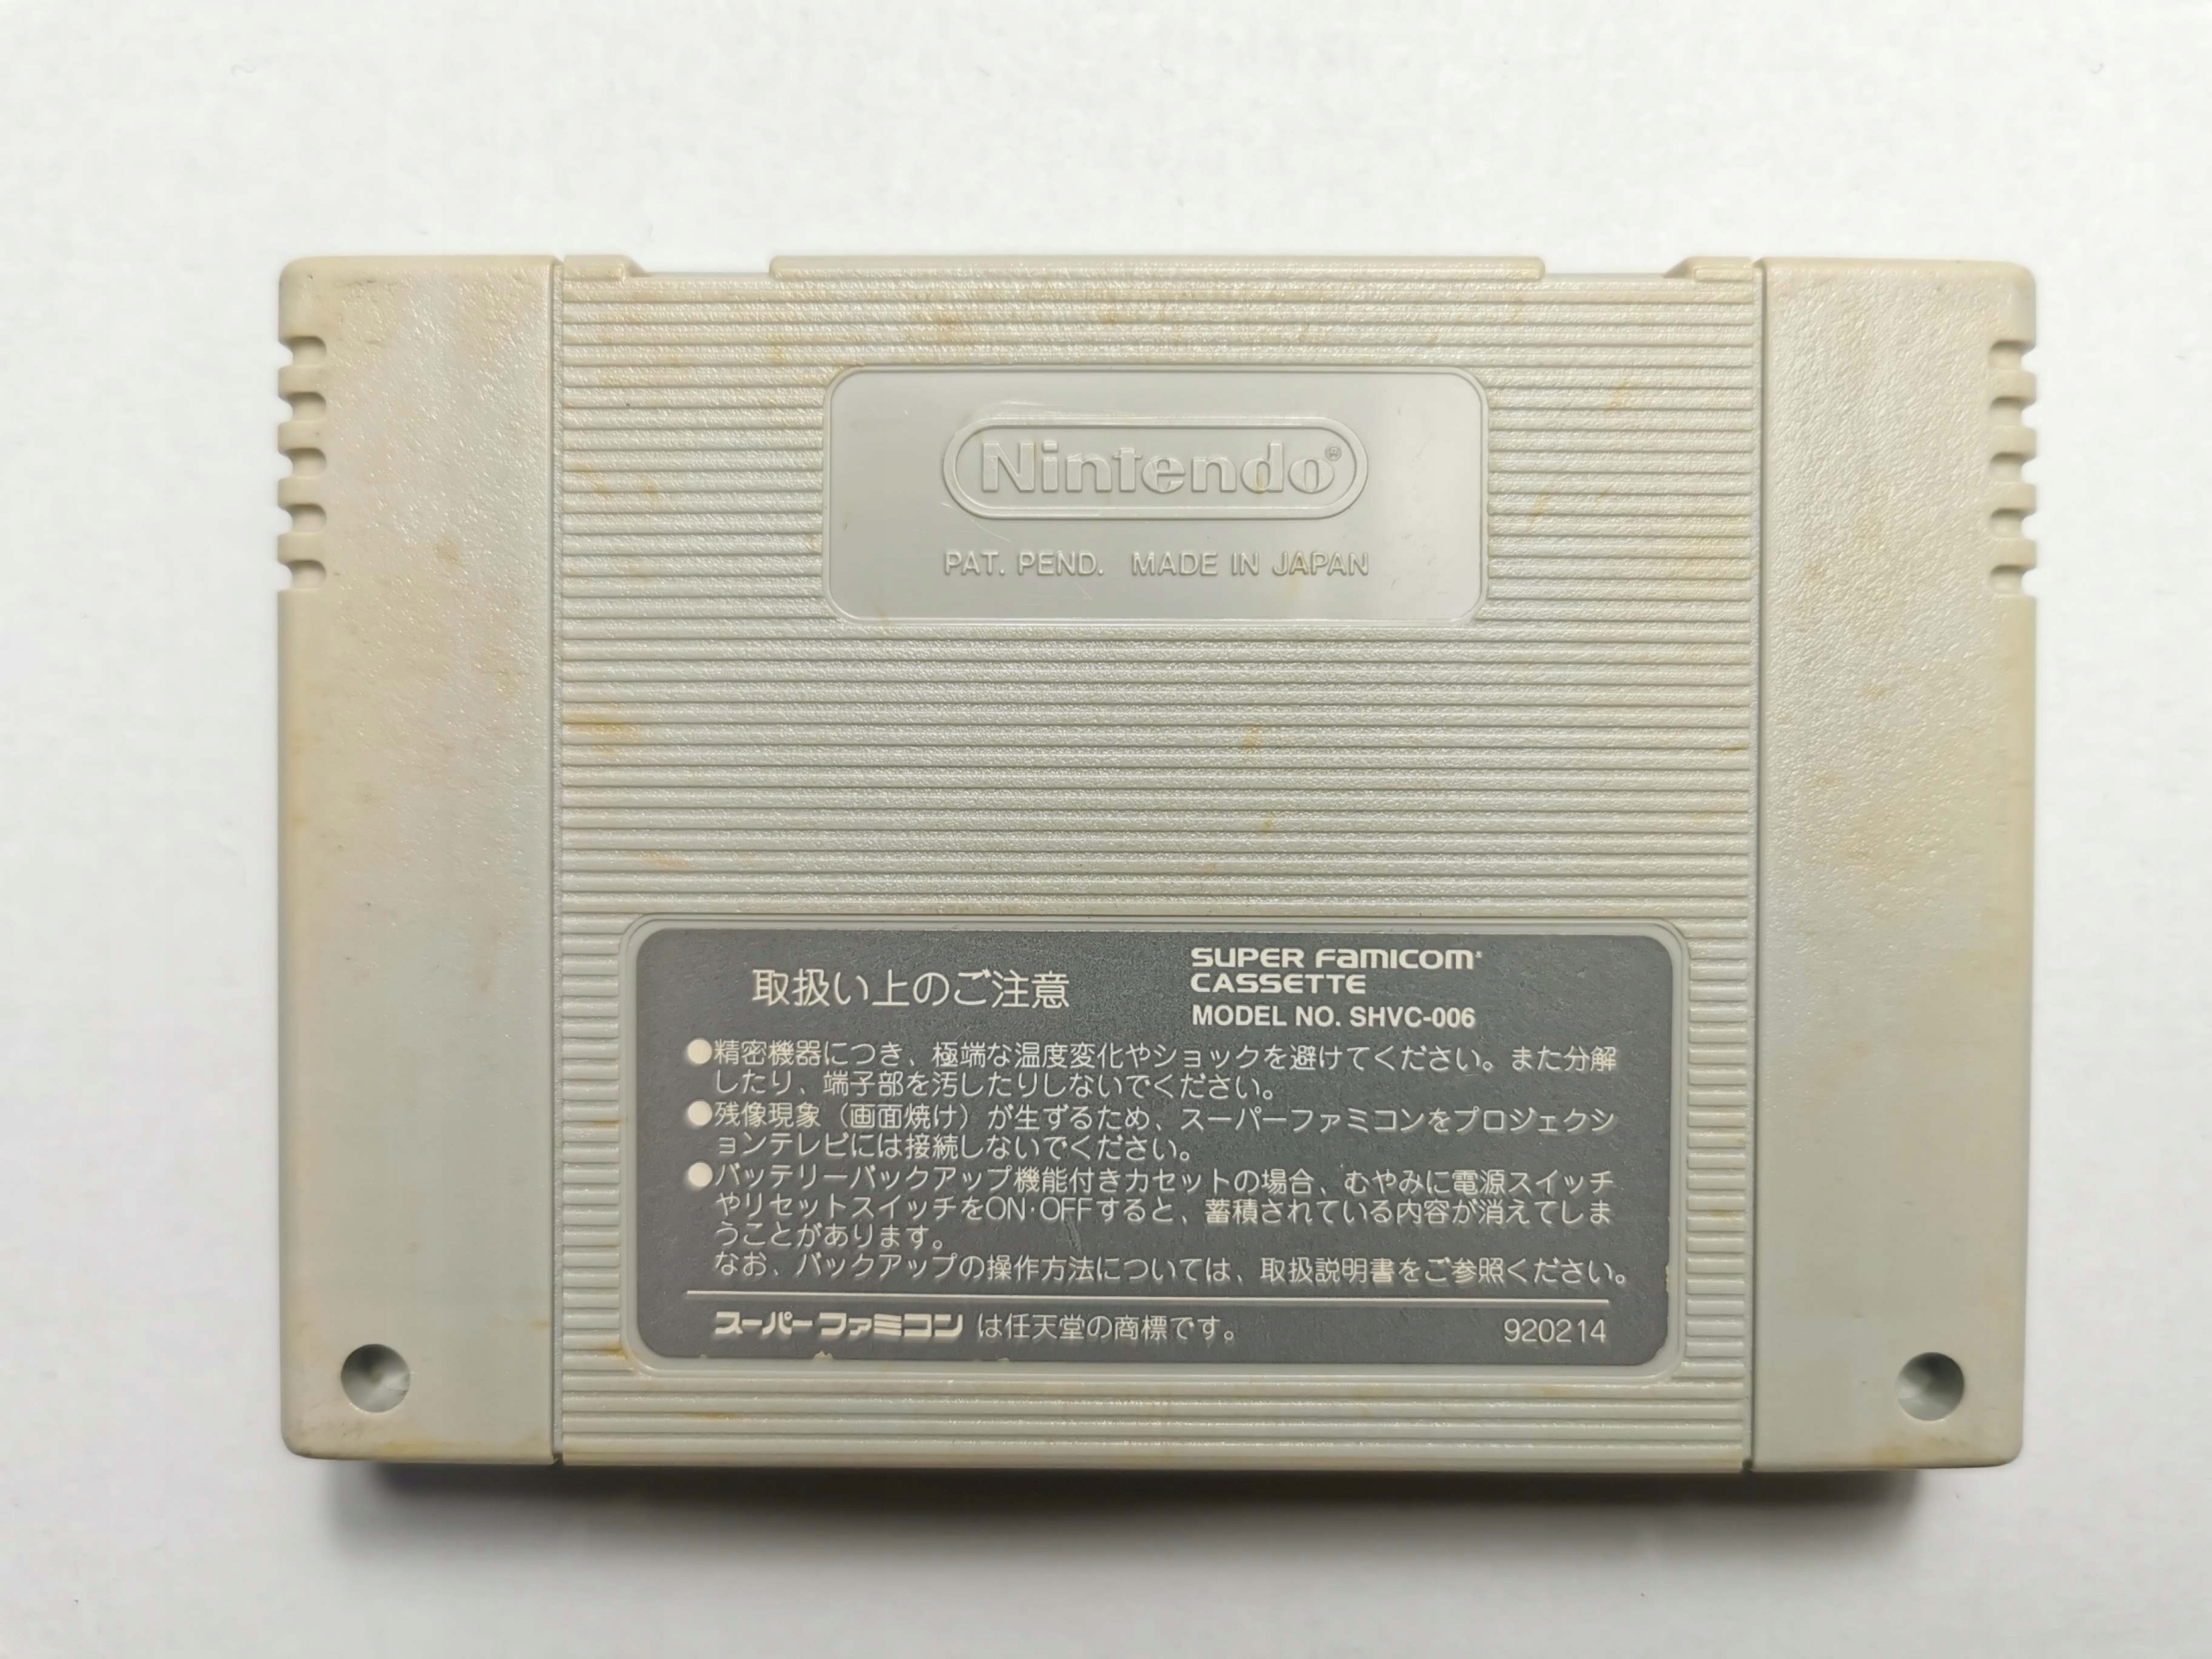 Nintendo®
PAT. PEND. MADE IN JAPAN
取扱い上のご注意
SUPER FAMICOM
CASSETTE
MODEL NO. SHVC-006
●精密機器につき、極端な温度変化やショックを避けてください。また分解
したり、端子部を汚したりしないでください。
●残像現象（画面焼け）が生ずるため、スーパーファミコンをプロジェクシ
ョンテレビには接続しないでください。
●バッテリーバックアップ機能付きカセットの場合、むやみに電源スイッチ
やリセットスイッチをON・OFFすると、蓄積されている内容が消えてしま
うことがあります。
なお、バックアップの操作方法については、取扱説明書をご参照ください。
スーパーファミコン は任天堂の商標です。
920214